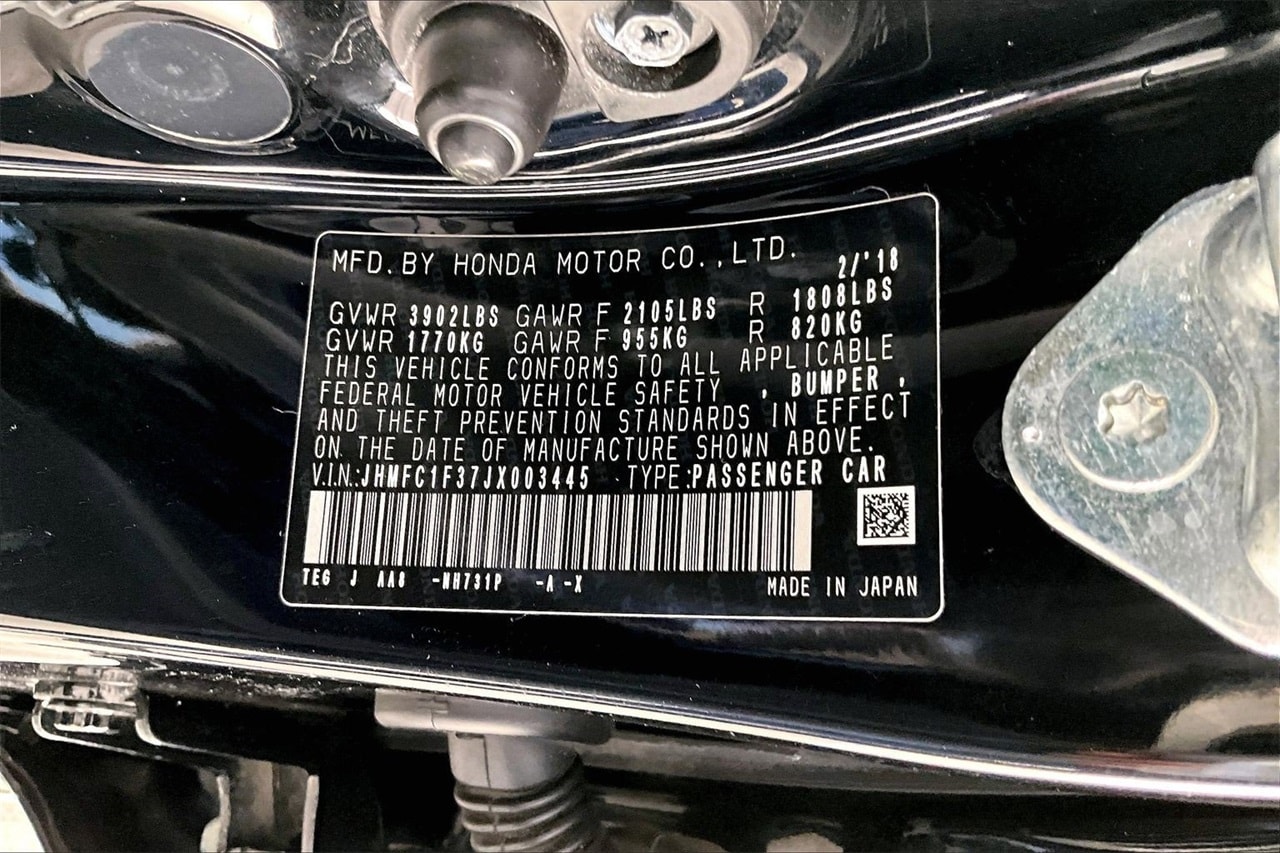 MFD. BY HONDA MOTOR CO., LTD. 2/'18
GVWR 3902LBS GAWR F 2105LBS R 1808LBS
GVWR 1770KG GAWR F 955KG R 820KG
THIS VEHICLE CONFORMS TO ALL APPLICABLE
FEDERAL MOTOR VEHICLE SAFETY , BUMPER ,
AND THEFT PREVENTION STANDARDS IN EFFECT
ON THE DATE OF MANUFACTURE SHOWN ABOVE.
V.I.N.:JHMFC1F37JX003445 TYPE:PASSENGER CAR
TEG J AA8 -NH731P -A -X MADE IN JAPAN